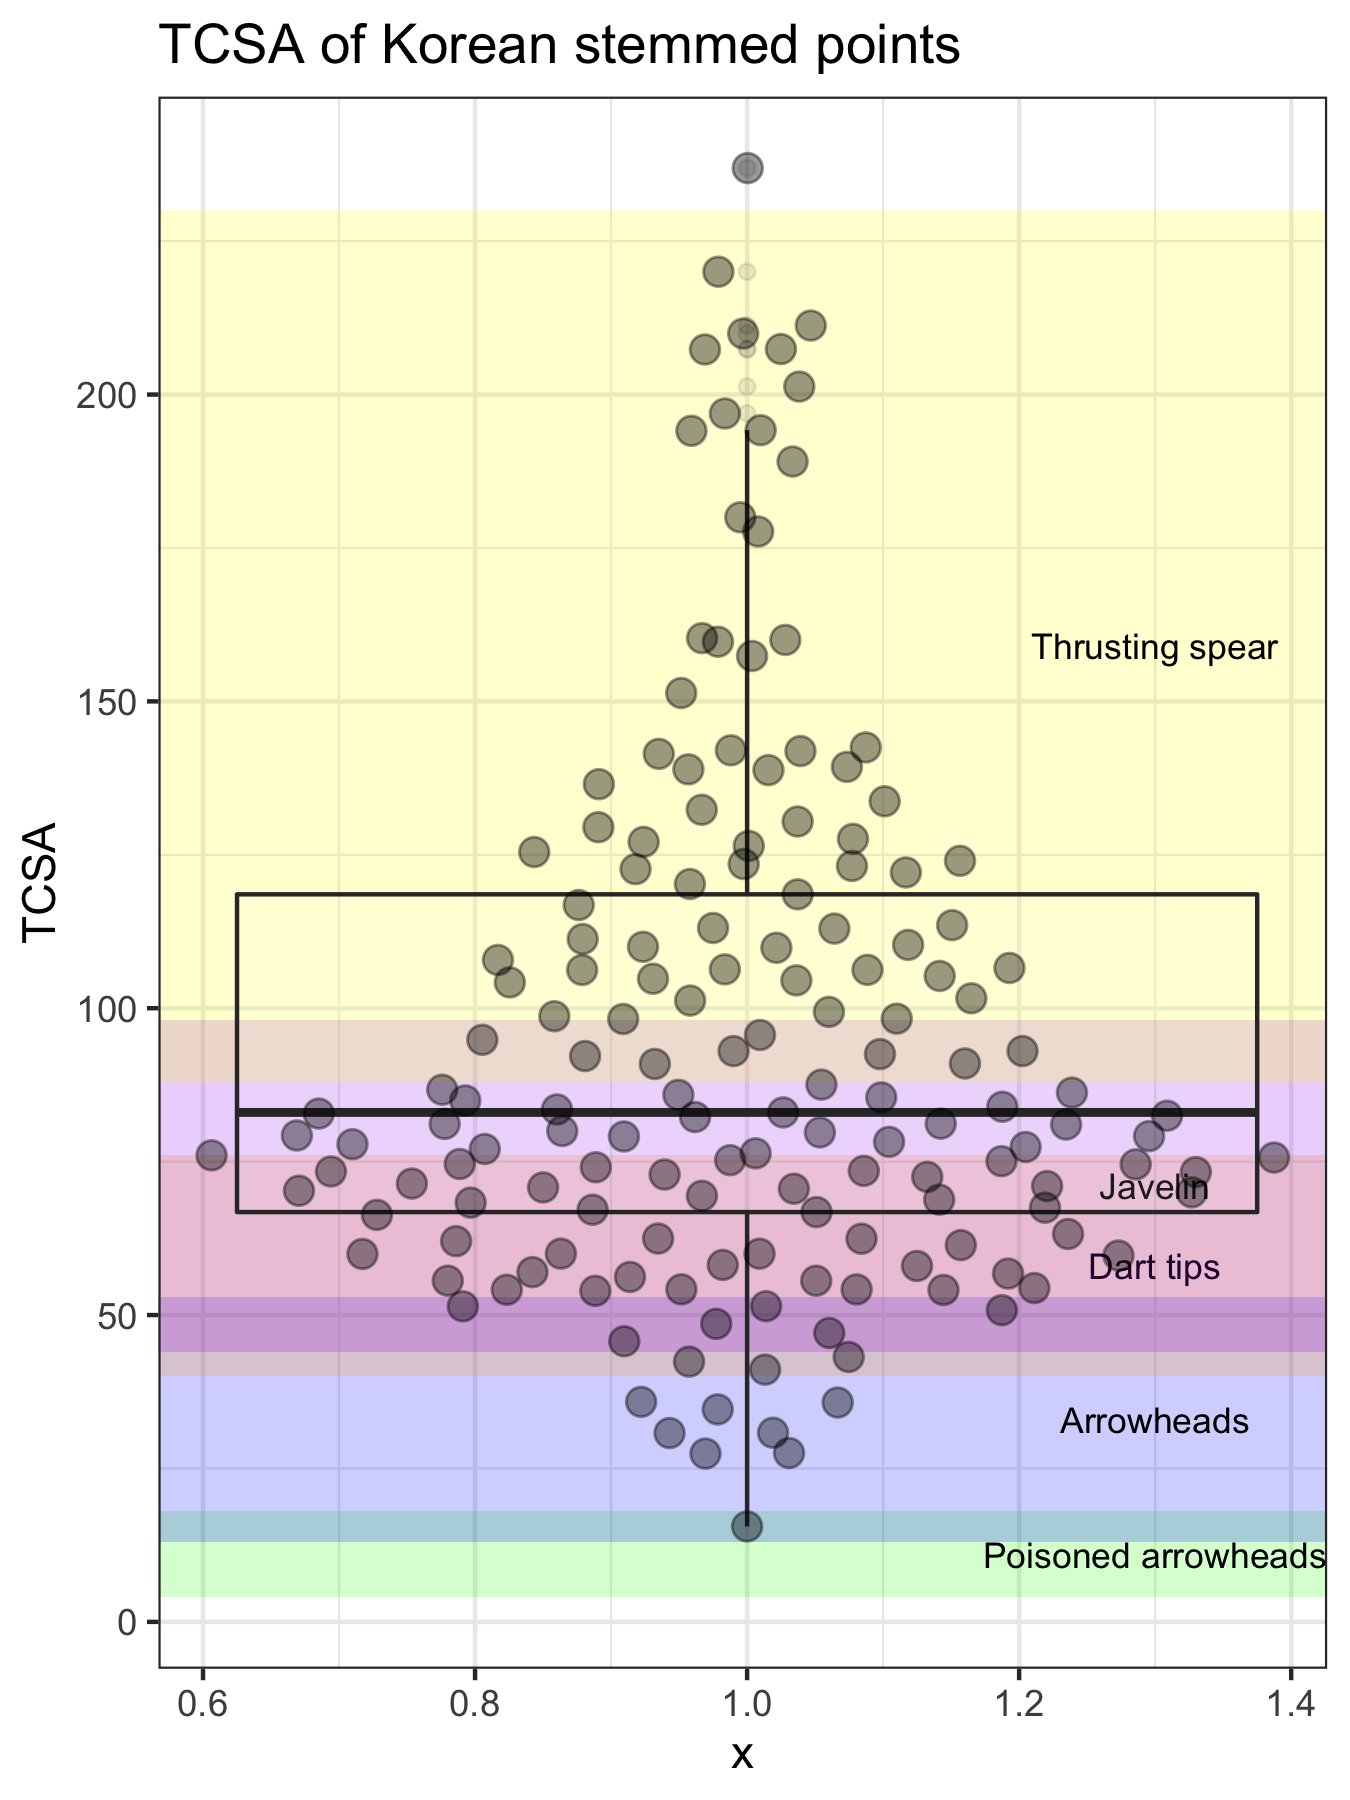 TCSA of Korean stemmed points
TCSA
200
150
100
50
0
Thrusting spear
Javelin
Dart tips
Arrowheads
Poisoned arrowheads
0.6 0.8 1.0 1.2 1.4
x